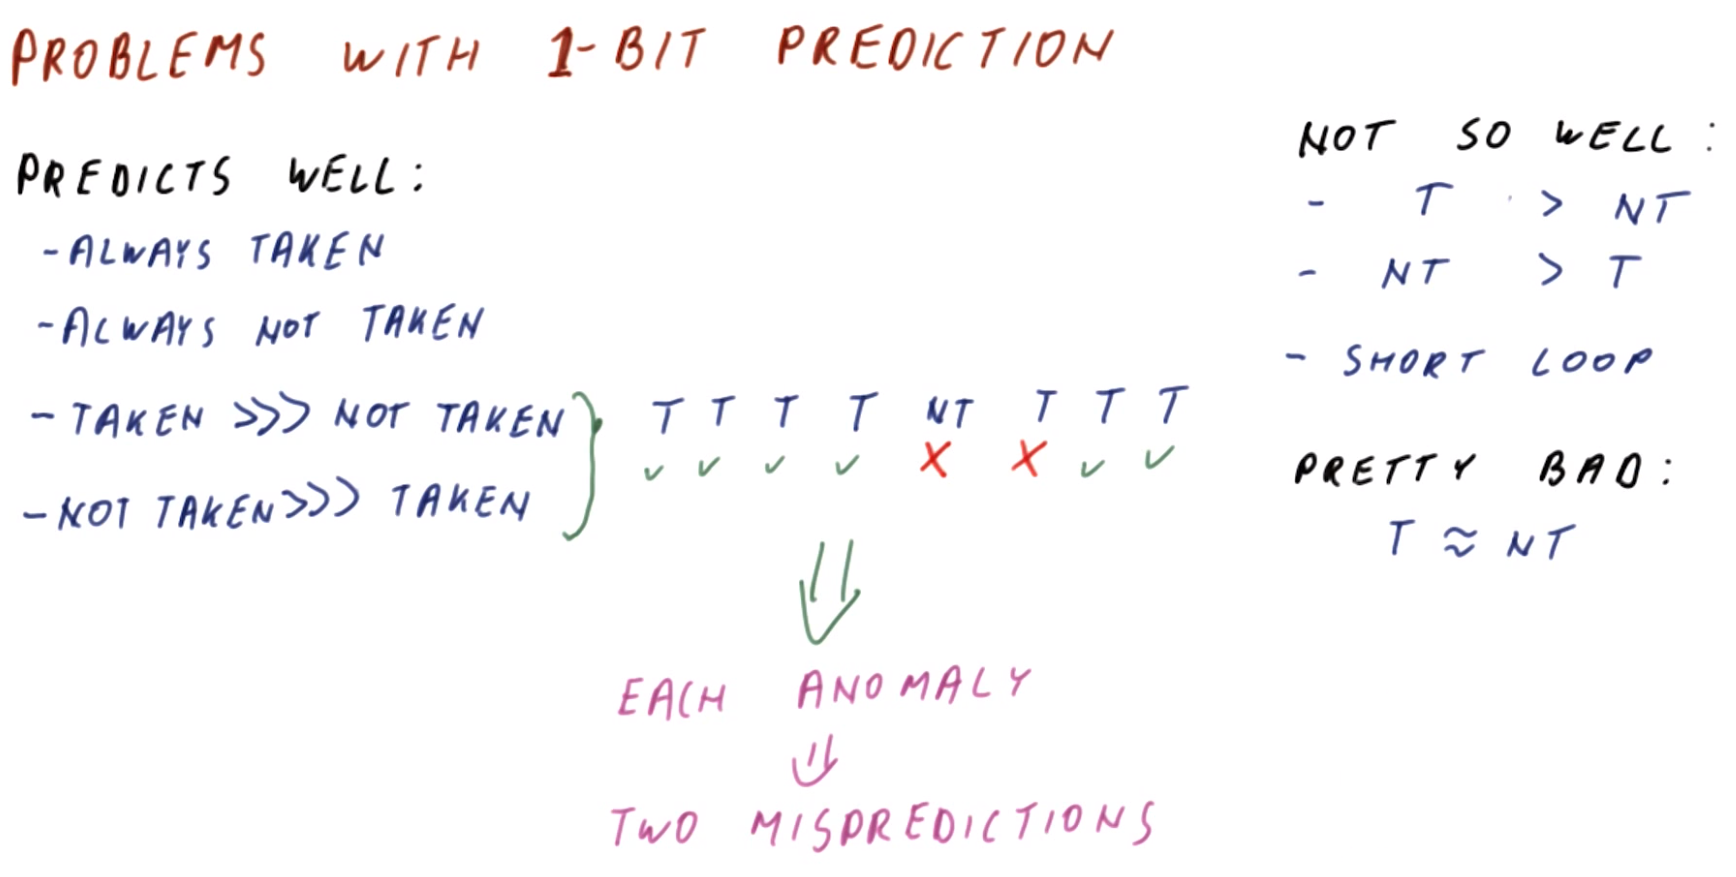 PROBLEMS WITH 1-BIT PREDICTION
PREDICTS WELL:
- ALWAYS TAKEN
- ALWAYS NOT TAKEN
- TAKEN >>> NOT TAKEN
- NOT TAKEN >>> TAKEN
T T T T NT T T T
✓ ✓ ✓ ✓ X X ✓ ✓
EACH ANOMALY
⇓
TWO MISPREDICTIONS
NOT SO WELL:
- T > NT
- NT > T
- SHORT LOOP
PRETTY BAD:
T ≈ NT